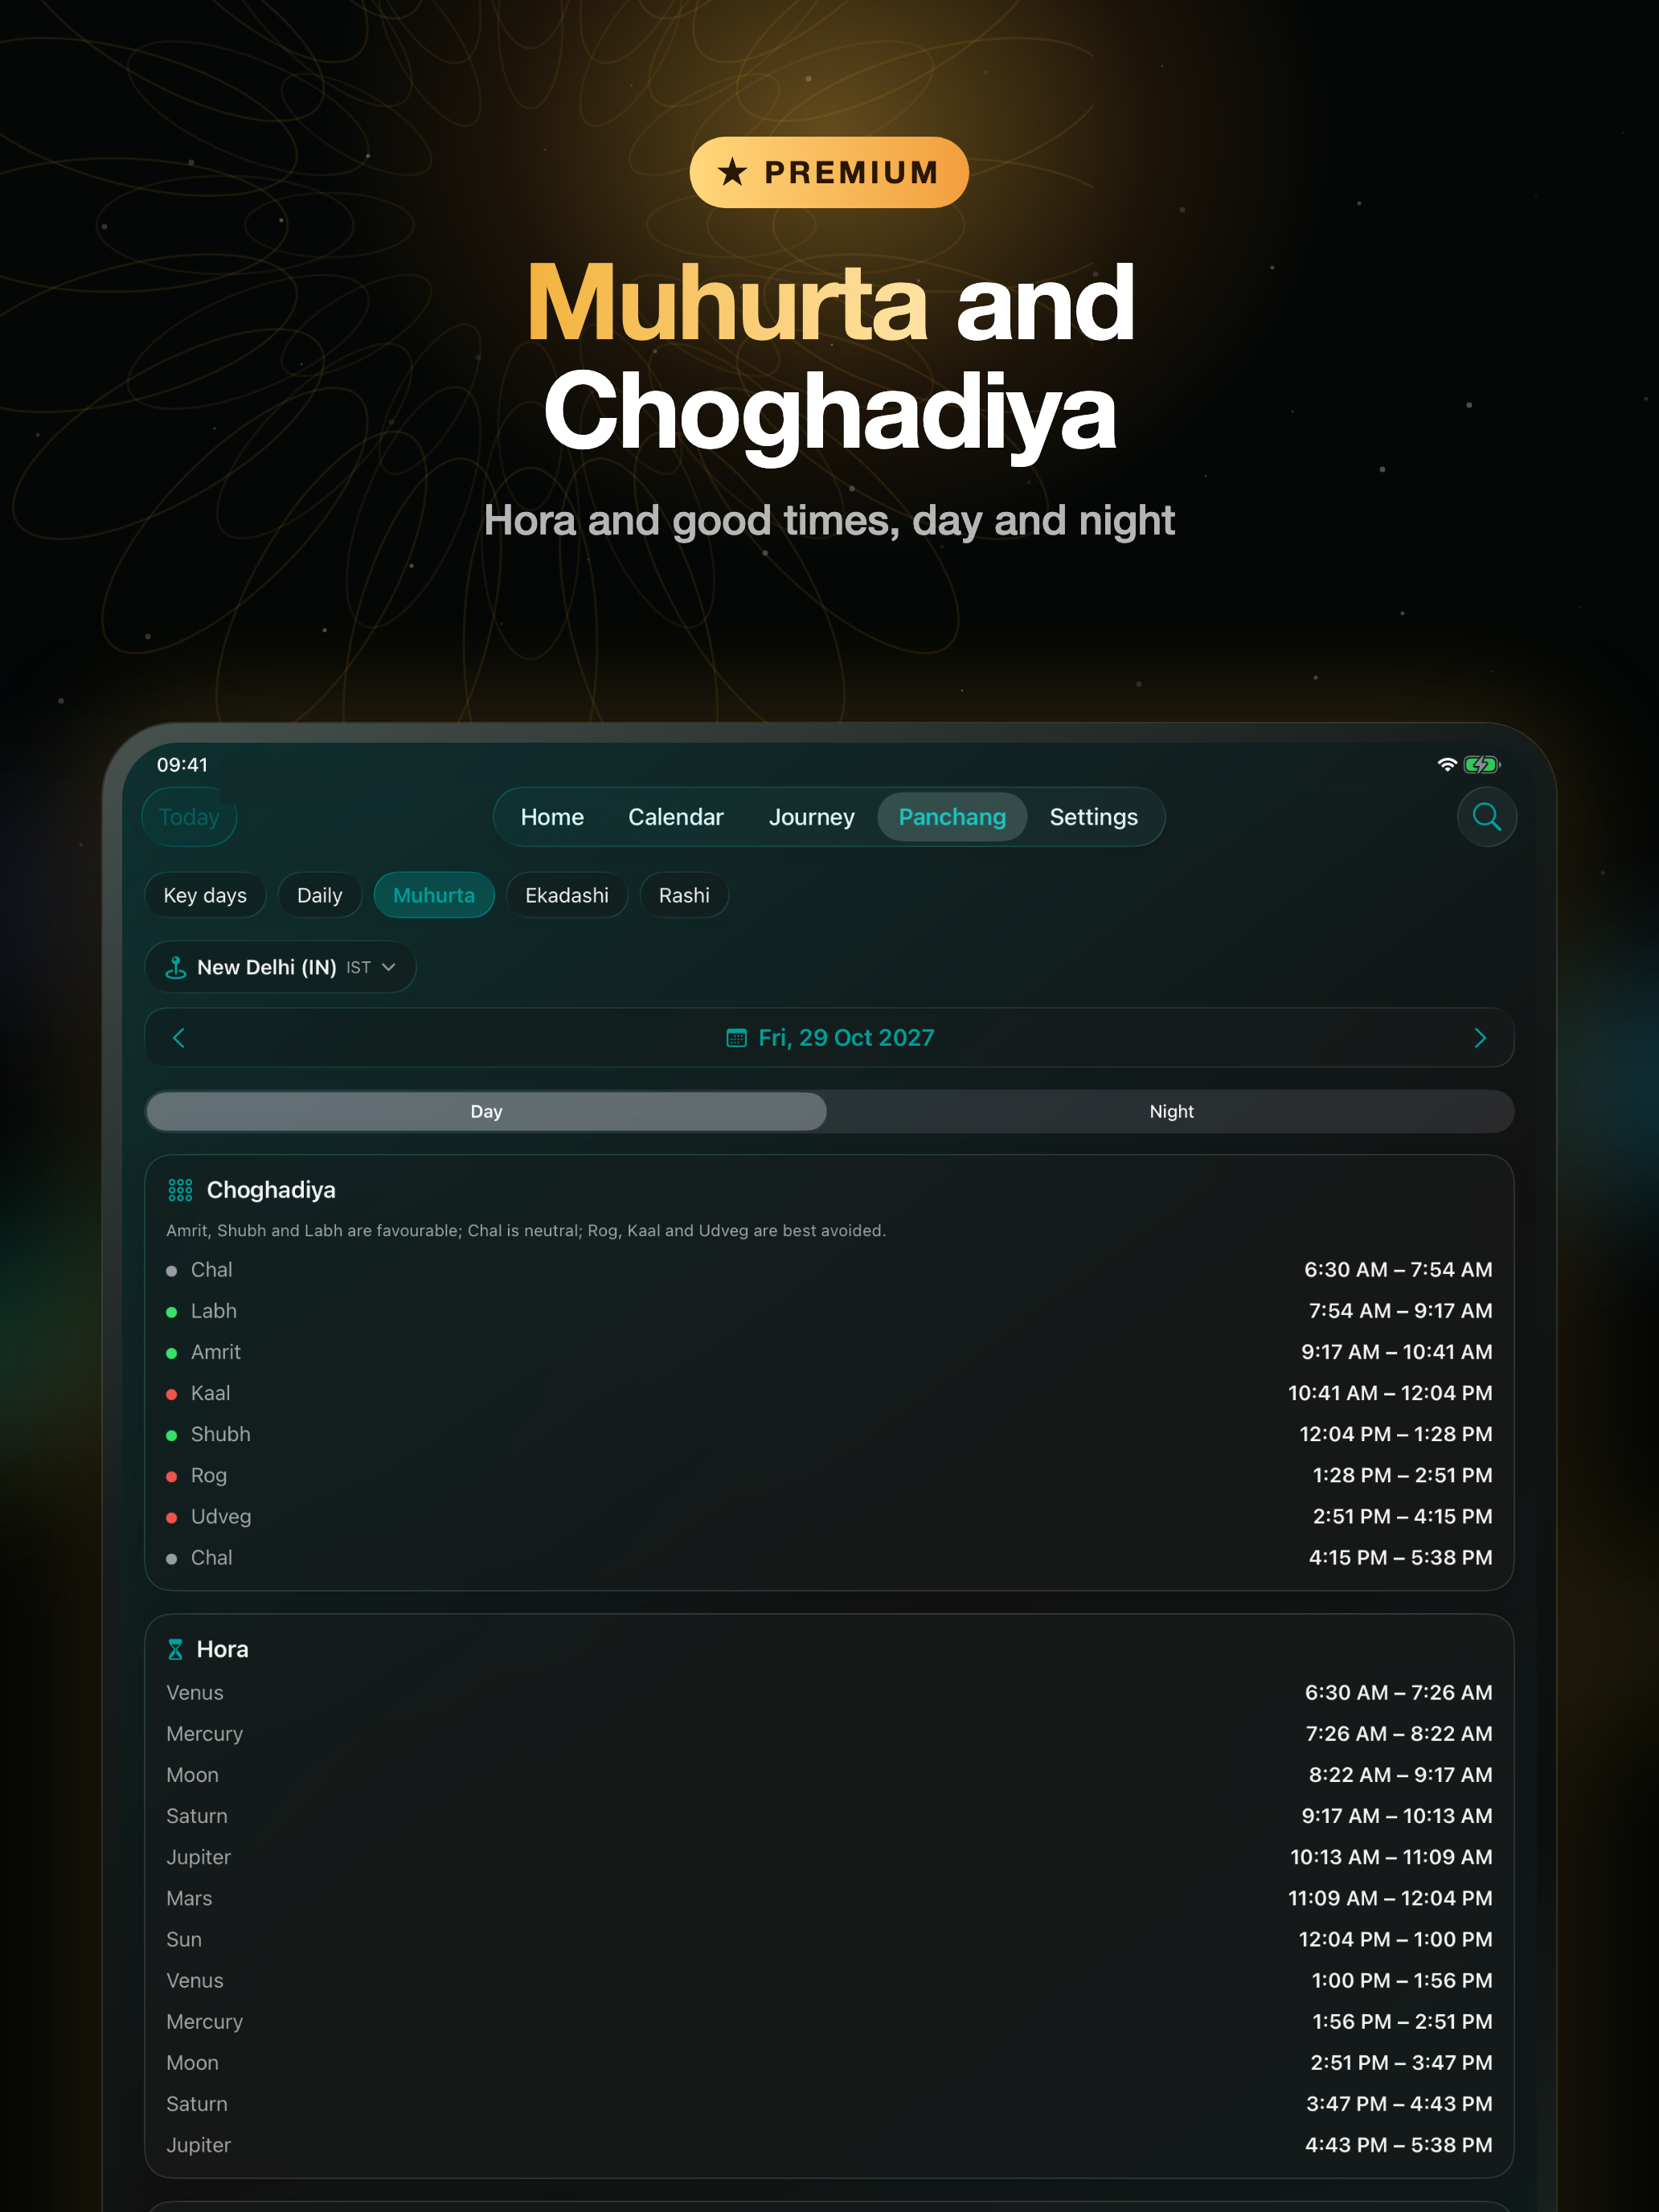 ★ PREMIUM
Muhurta and
Choghadiya
Hora and good times, day and night
09:41
Today
Home Calendar Journey Panchang Settings
Key days Daily Muhurta Ekadashi Rashi
New Delhi (IN) IST
Fri, 29 Oct 2027
Day Night
Choghadiya
Amrit, Shubh and Labh are favourable; Chal is neutral; Rog, Kaal and Udveg are best avoided.
Chal 6:30 AM – 7:54 AM
Labh 7:54 AM – 9:17 AM
Amrit 9:17 AM – 10:41 AM
Kaal 10:41 AM – 12:04 PM
Shubh 12:04 PM – 1:28 PM
Rog 1:28 PM – 2:51 PM
Udveg 2:51 PM – 4:15 PM
Chal 4:15 PM – 5:38 PM
Hora
Venus 6:30 AM – 7:26 AM
Mercury 7:26 AM – 8:22 AM
Moon 8:22 AM – 9:17 AM
Saturn 9:17 AM – 10:13 AM
Jupiter 10:13 AM – 11:09 AM
Mars 11:09 AM – 12:04 PM
Sun 12:04 PM – 1:00 PM
Venus 1:00 PM – 1:56 PM
Mercury 1:56 PM – 2:51 PM
Moon 2:51 PM – 3:47 PM
Saturn 3:47 PM – 4:43 PM
Jupiter 4:43 PM – 5:38 PM